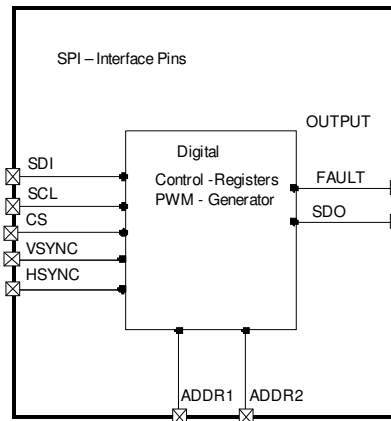 SPI – Interface Pins
OUTPUT
Digital
Control -Registers
PWM - Generator
SDI
SCL
CS
VSYNC
HSYNC
FAULT
SDO
ADDR1
ADDR2